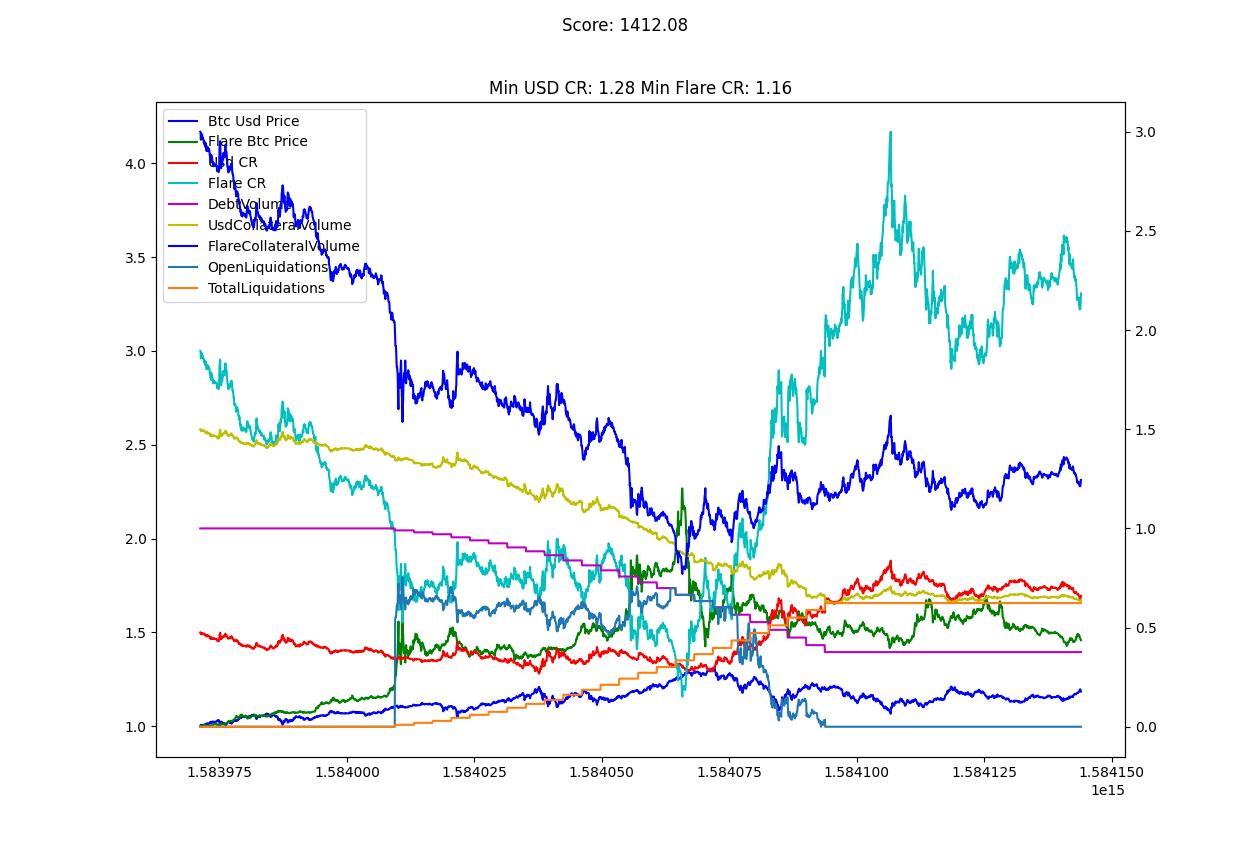 Score: 1412.08
Min USD CR: 1.28 Min Flare CR: 1.16
Btc Usd Price
Flare Btc Price
Usd CR
Flare CR
DebtVolume
UsdCollateralVolume
FlareCollateralVolume
OpenLiquidations
TotalLiquidations
4.0
3.5
3.0
2.5
2.0
1.5
1.0
3.0
2.5
2.0
1.5
1.0
0.5
0.0
1.583975 1.584000 1.584025 1.584050 1.584075 1.584100 1.584125 1.584150
1e15